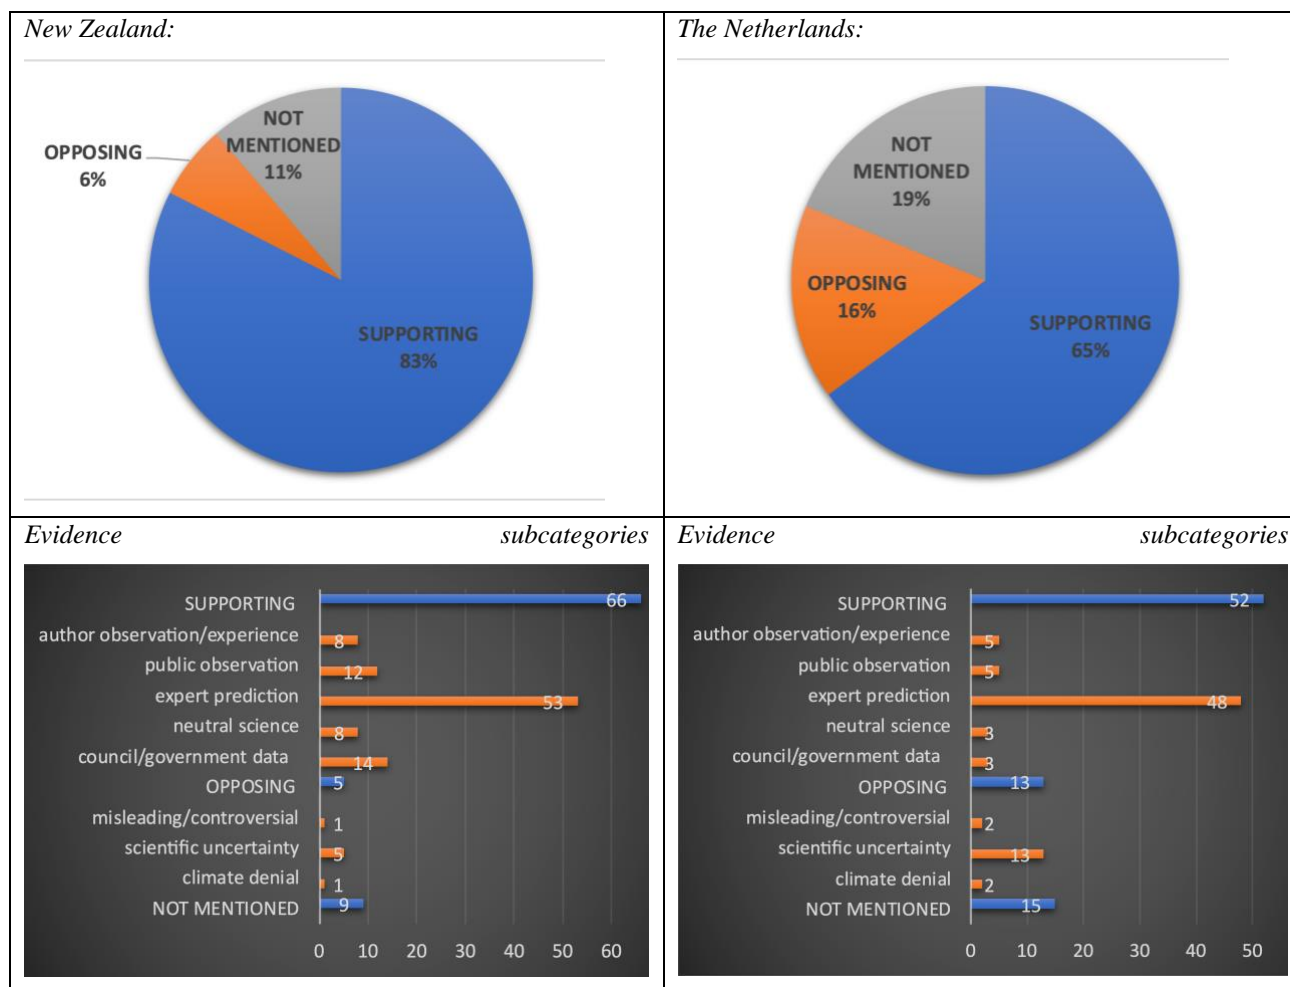 New Zealand:
NOT
MENTIONED
11%
OPPOSING
6%
SUPPORTING
83%
The Netherlands:
NOT
MENTIONED
19%
OPPOSING
16%
SUPPORTING
65%
Evidence subcategories
SUPPORTING 66
author observation/experience 8
public observation 12
expert prediction 53
neutral science 8
council/government data 14
OPPOSING 5
misleading/controversial 1
scientific uncertainty 5
climate denial 1
NOT MENTIONED 9
0 10 20 30 40 50 60
Evidence subcategories
SUPPORTING 52
author observation/experience 5
public observation 5
expert prediction 48
neutral science 3
council/government data 3
OPPOSING 13
misleading/controversial 2
scientific uncertainty 13
climate denial 2
NOT MENTIONED 15
0 10 20 30 40 50